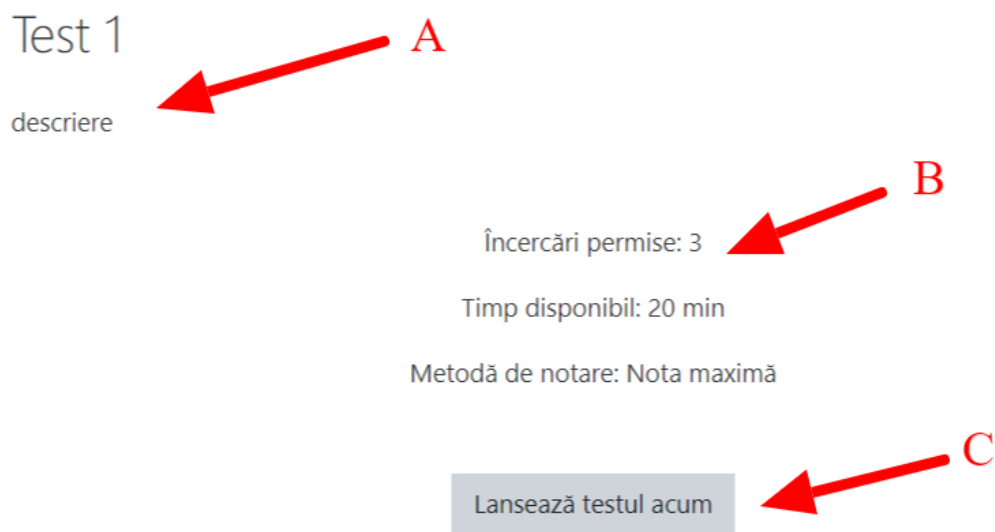 Test 1
A
descriere
B
Încercări permise: 3
Timp disponibil: 20 min
Metodă de notare: Nota maximă
C
Lansează testul acum